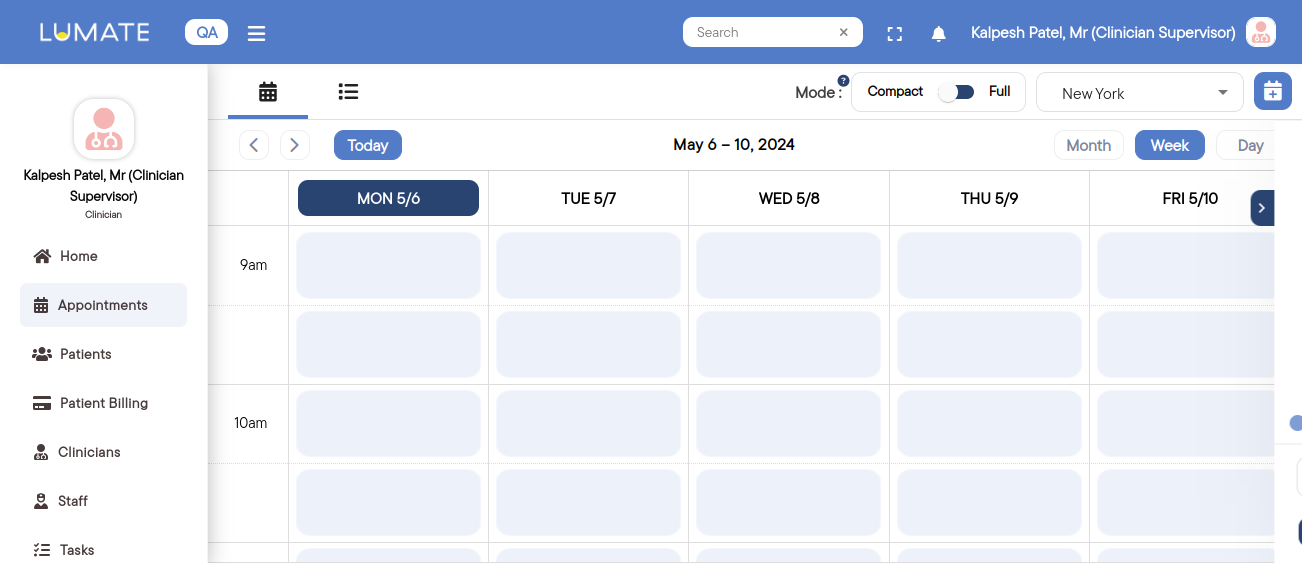 LUMATE
QA
Search
Kalpesh Patel, Mr (Clinician Supervisor)
Kalpesh Patel, Mr (Clinician
Supervisor)
Clinician
Home
Appointments
Patients
Patient Billing
Clinicians
Staff
Tasks
Mode :
?
Compact
Full
New York
Today
May 6 – 10, 2024
Month
Week
Day
MON 5/6
TUE 5/7
WED 5/8
THU 5/9
FRI 5/10
9am
10am